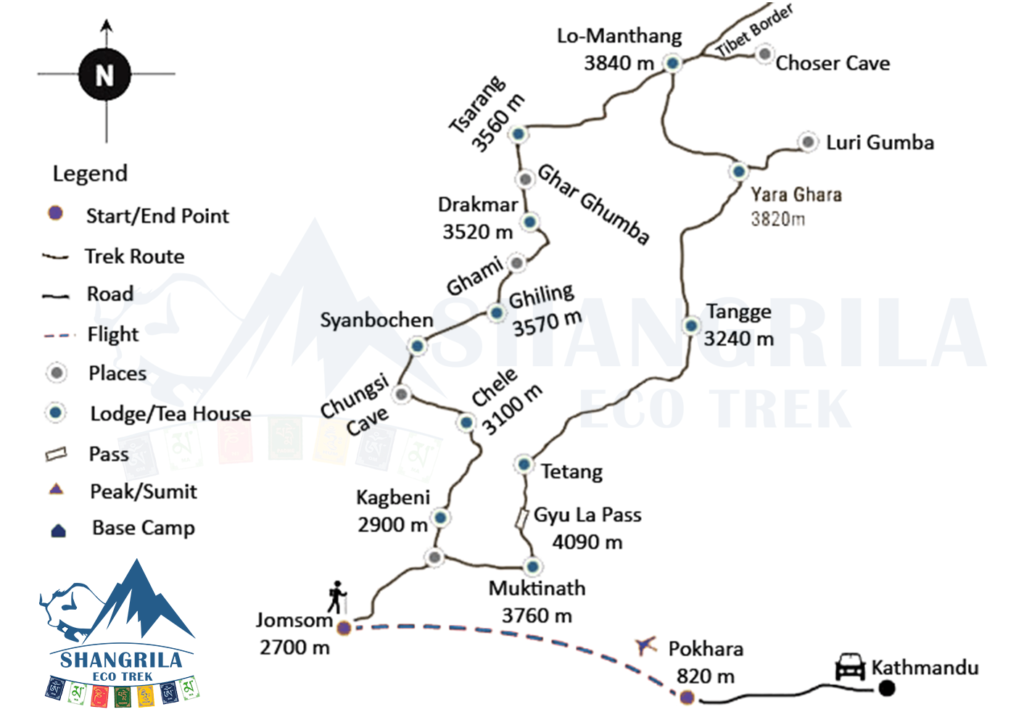 N
Legend
Start/End Point
Trek Route
Road
Flight
Places
Lodge/Tea House
Pass
Peak/Sumit
Base Camp
SHANGRILA
ECO TREK
Lo-Manthang
3840 m
Tibet Border
Choser Cave
Tsarang
3560 m
Luri Gumba
Ghar Ghumba
Yara Ghara
3820m
Drakmar
3520 m
Ghami
Ghiling
3570 m
Syanbochen
Tangge
3240 m
SHANGRILA
ECO TREK
Chungsi
Cave
Chele
3100 m
Tetang
Kagbeni
2900 m
Gyu La Pass
4090 m
Muktinath
3760 m
Jomsom
2700 m
Pokhara
820 m
Kathmandu